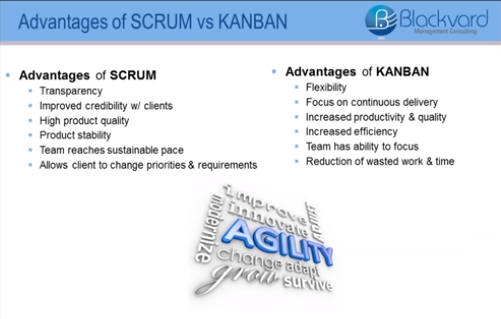 Advantages of SCRUM vs KANBAN
Blackvard
Management Consulting
Advantages of SCRUM
Transparency
Improved credibility w/ clients
High product quality
Product stability
Team reaches sustainable pace
Allows client to change priorities & requirements
Advantages of KANBAN
Flexibility
Focus on continuous delivery
Increased productivity & quality
Increased efficiency
Team has ability to focus
Reduction of wasted work & time
improve
innovate
modernize
ADJUST
AGILITY
change adapt
grow survive